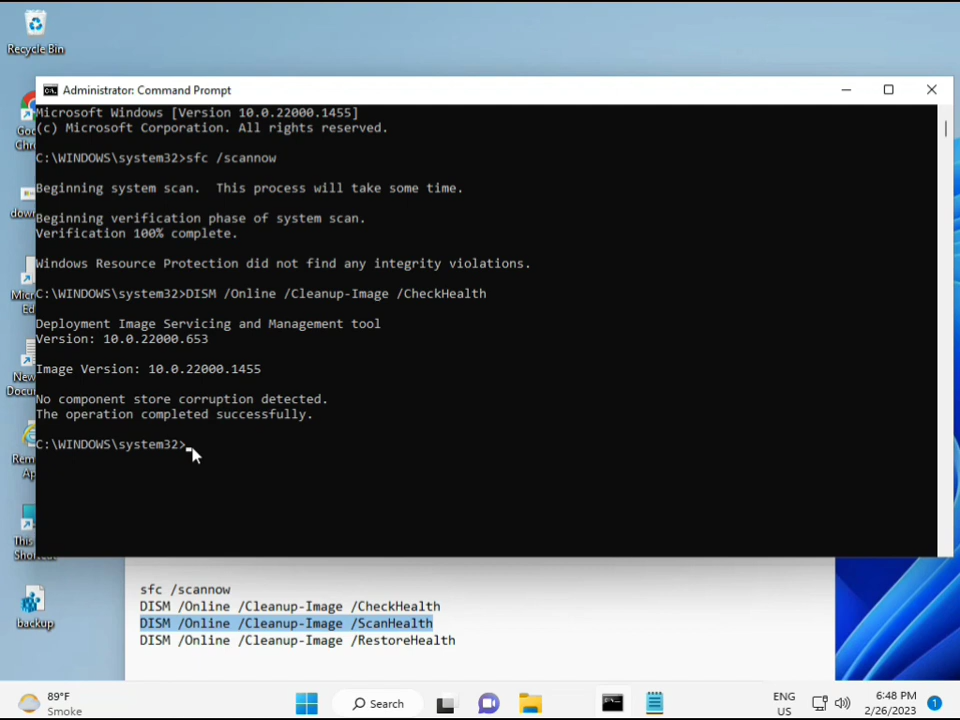 Recycle Bin
Administrator: Command Prompt
Microsoft Windows [Version 10.0.22000.1455]
(c) Microsoft Corporation. All rights reserved.
C:\WINDOWS\system32>sfc /scannow
Beginning system scan.  This process will take some time.
Beginning verification phase of system scan.
Verification 100% complete.
Windows Resource Protection did not find any integrity violations.
C:\WINDOWS\system32>DISM /Online /Cleanup-Image /CheckHealth
Deployment Image Servicing and Management tool
Version: 10.0.22000.653
Image Version: 10.0.22000.1455
No component store corruption detected.
The operation completed successfully.
C:\WINDOWS\system32>
sfc /scannow
DISM /Online /Cleanup-Image /CheckHealth
DISM /Online /Cleanup-Image /ScanHealth
DISM /Online /Cleanup-Image /RestoreHealth
backup
89°F
Smoke
Search
ENG
US
6:48 PM
2/26/2023
1